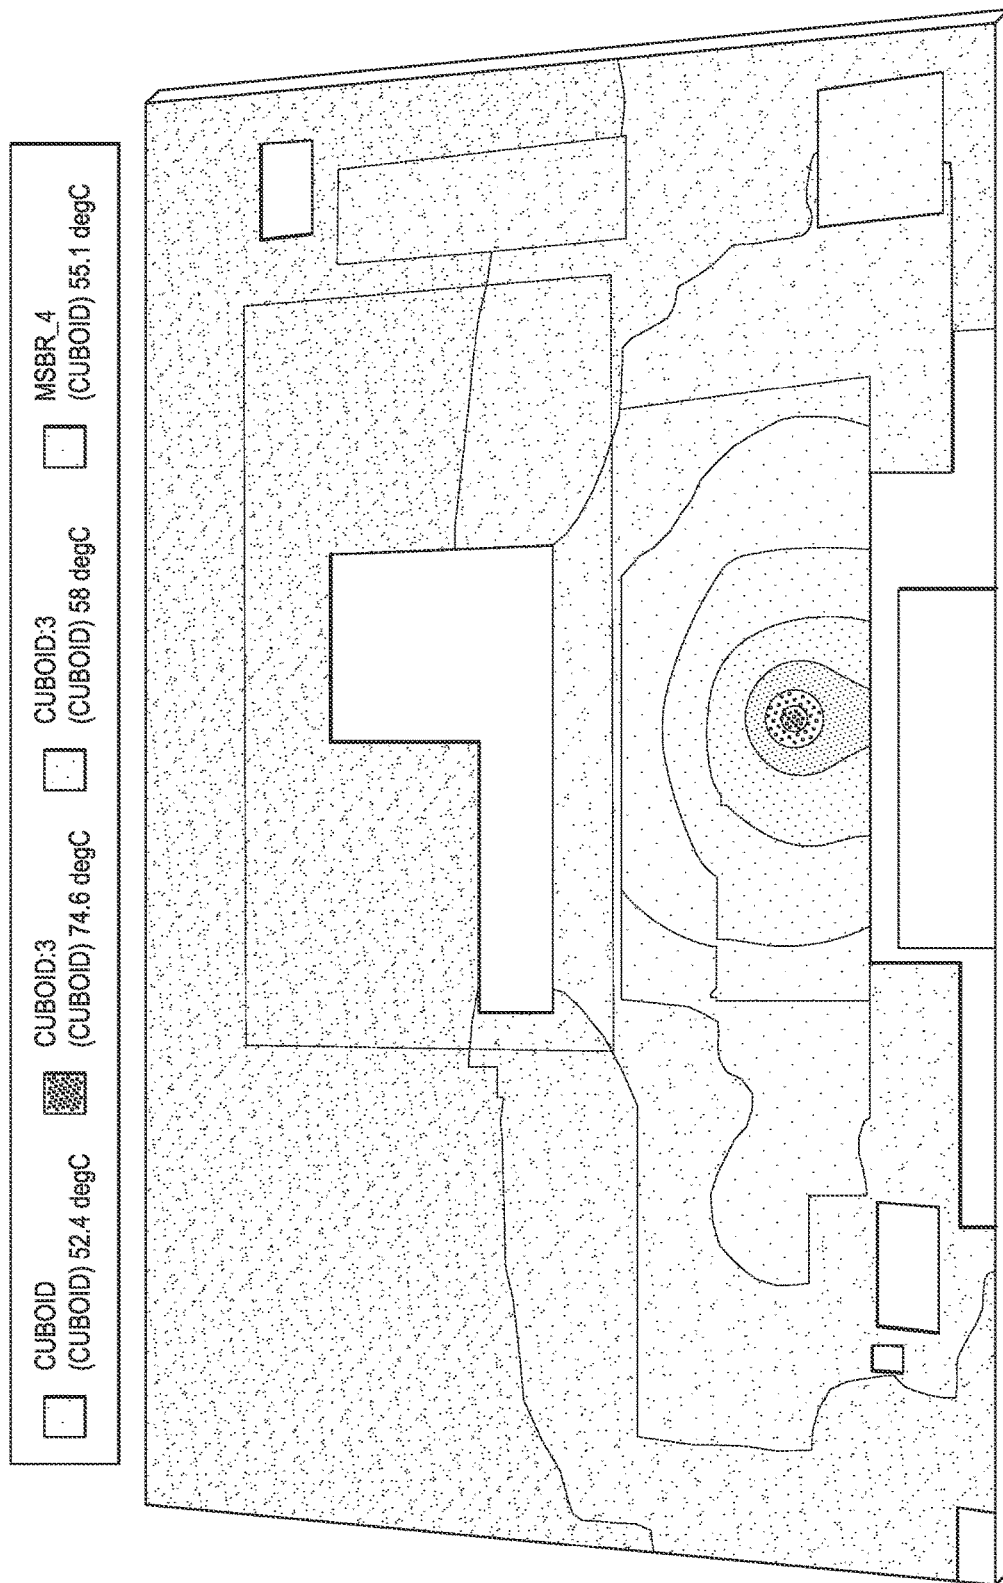 CUBOID
(CUBOID) 52.4 degC
CUBOID:3
(CUBOID) 74.6 degC
CUBOID:3
(CUBOID) 58 degC
MSBR_4
(CUBOID) 55.1 degC